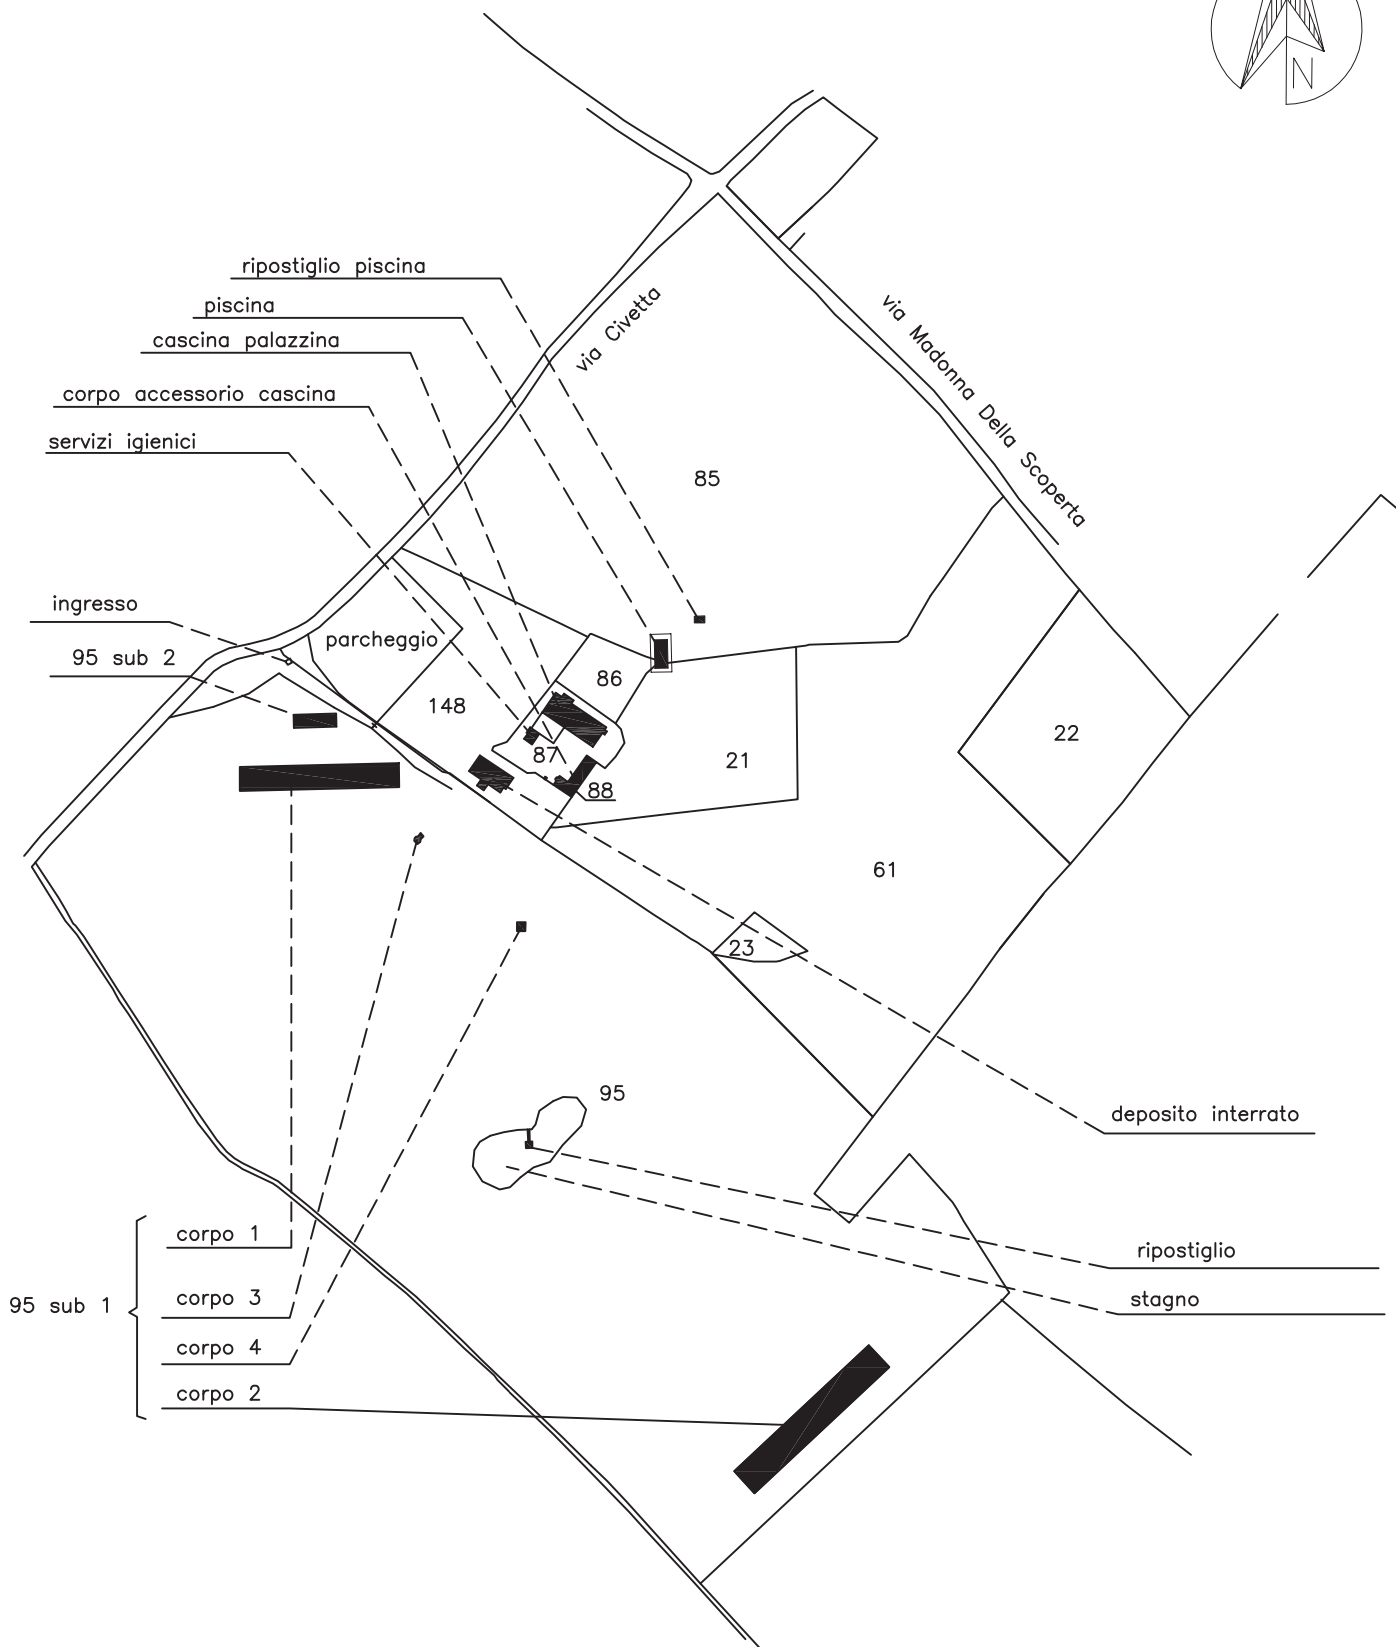 N
ripostiglio piscina
piscina
via Civetta
via Madonna Della Scoperta
cascina palazzina
corpo accessorio cascina
servizi igienici
85
ingresso
parcheggio
95 sub 2
86
148
22
87
21
88
61
23
95
deposito interrato
corpo 1
ripostiglio
corpo 3
95 sub 1
stagno
corpo 4
corpo 2